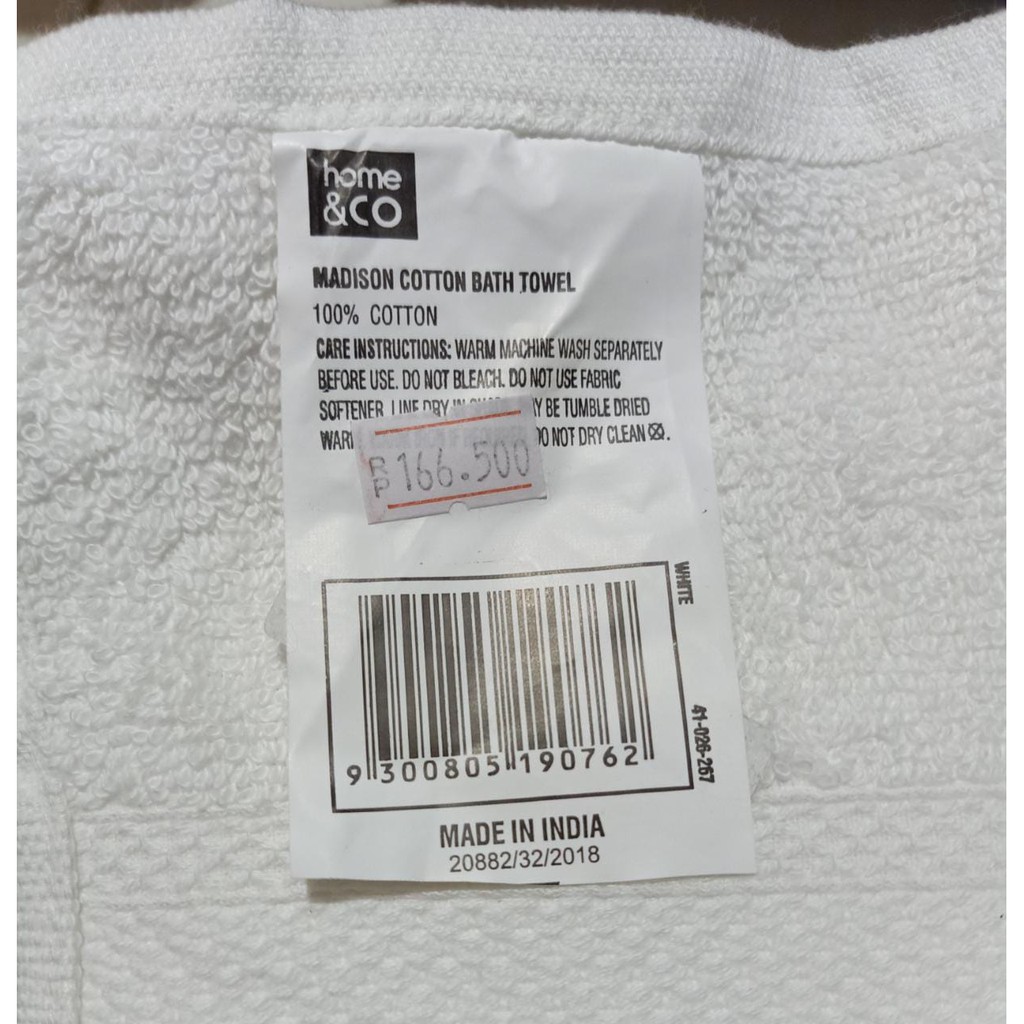 home
&CO
MADISON COTTON BATH TOWEL
100% COTTON
CARE INSTRUCTIONS: WARM MACHINE WASH SEPARATELY
BEFORE USE. DO NOT BLEACH. DO NOT USE FABRIC
SOFTENER. LINE DRY IN BE TUMBLE DRIED
DO NOT DRY CLEAN
RP 166.500
WHITE
41-026-267
9 300805 190762
MADE IN INDIA
20882/32/2018